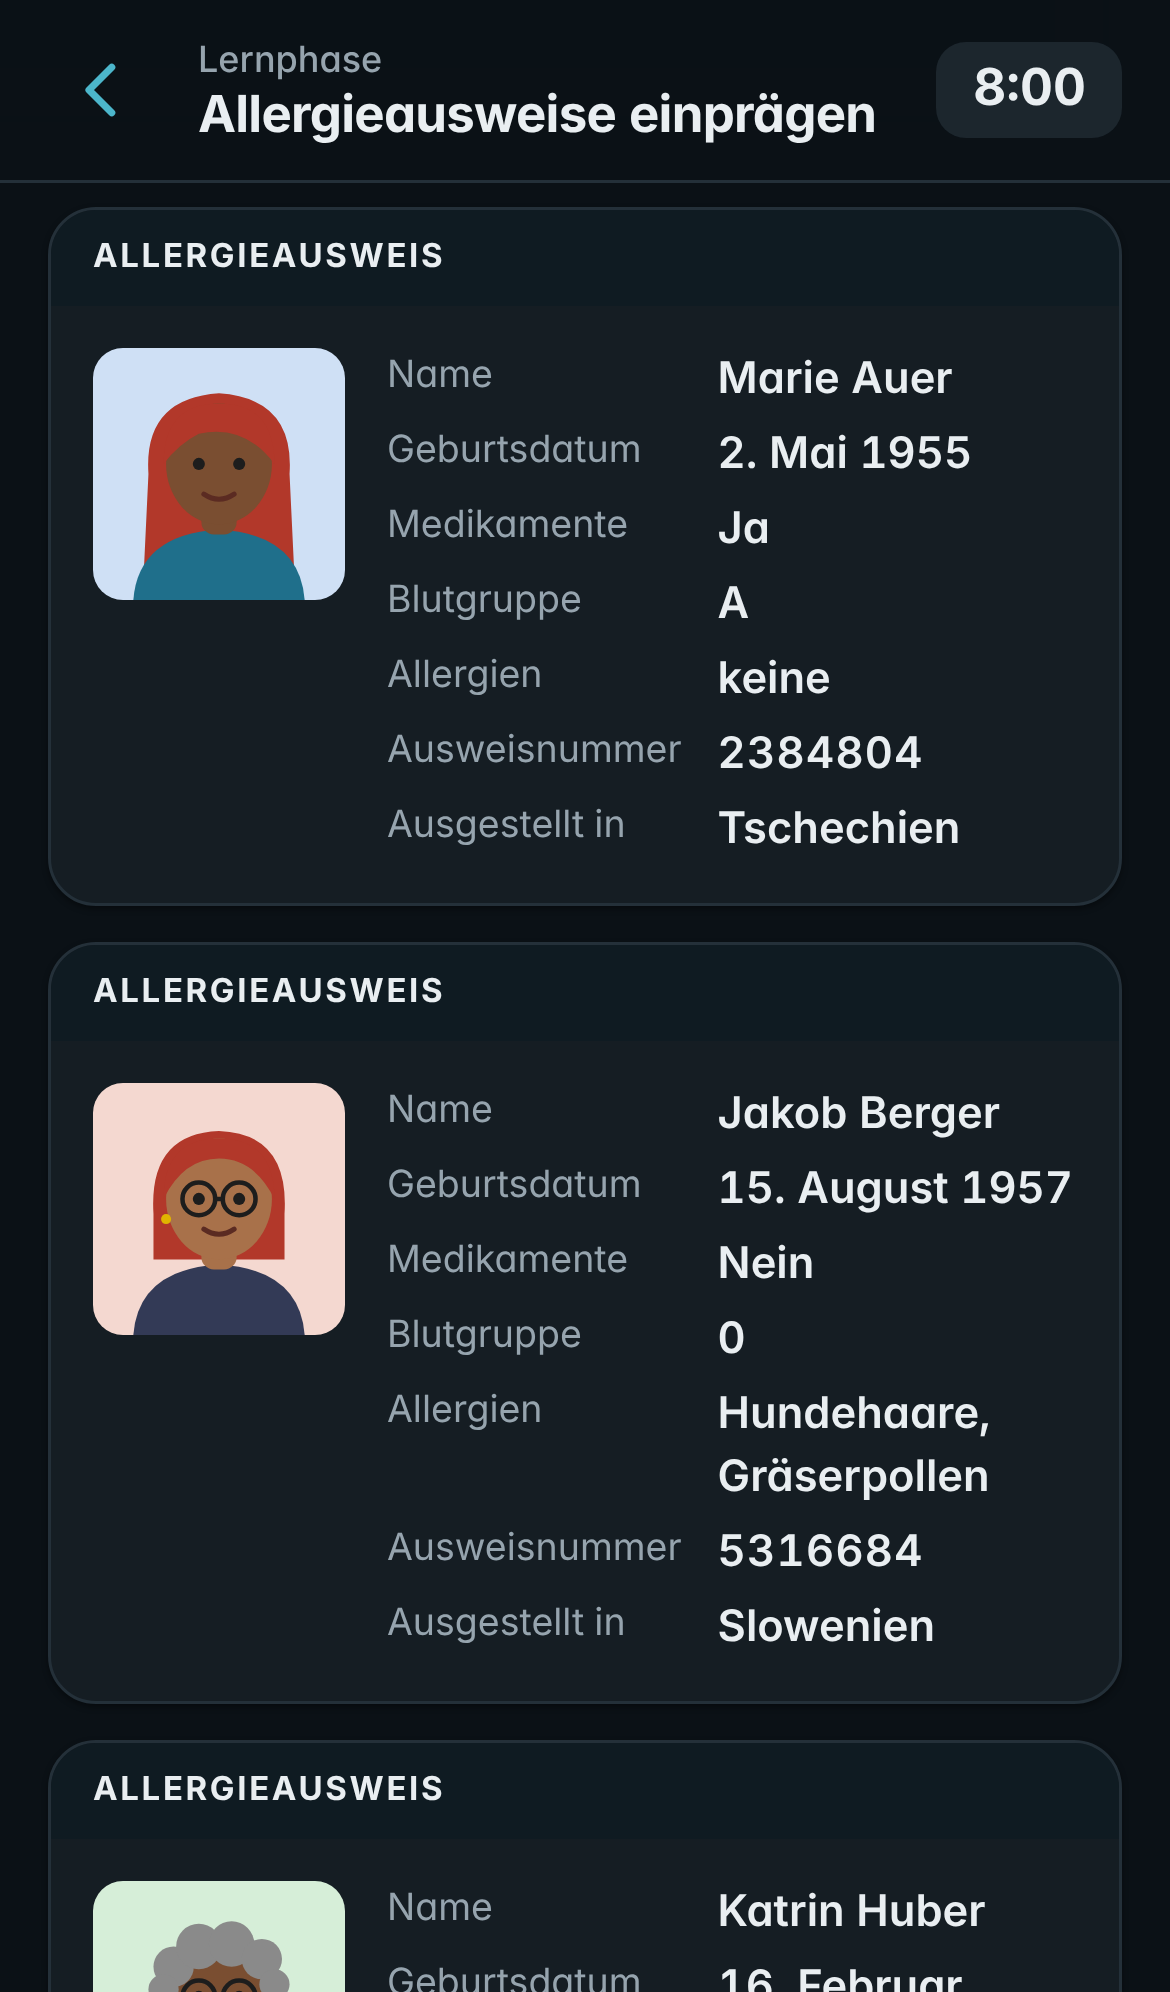 Lernphase
Allergieausweise einprägen
8:00
ALLERGIEAUSWEIS
Name Marie Auer
Geburtsdatum 2. Mai 1955
Medikamente Ja
Blutgruppe A
Allergien keine
Ausweisnummer 2384804
Ausgestellt in Tschechien
ALLERGIEAUSWEIS
Name Jakob Berger
Geburtsdatum 15. August 1957
Medikamente Nein
Blutgruppe 0
Allergien Hundehaare,
Gräserpollen
Ausweisnummer 5316684
Ausgestellt in Slowenien
ALLERGIEAUSWEIS
Name Katrin Huber
Geburtsdatum 16. Februar